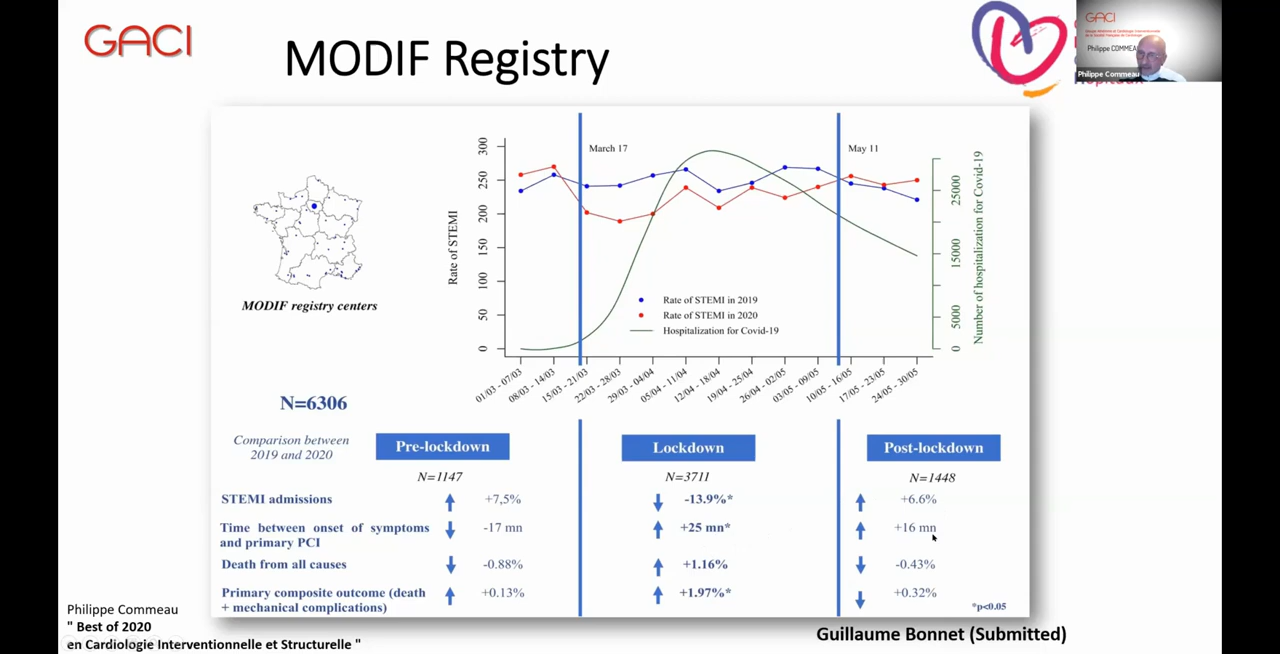 GACI
MODIF Registry
GACI
Philippe COMMEA
Philippe Commeau
March 17
May 11
Rate of STEMI
300
250
200
150
100
50
0
Number of hospitalization for Covid-19
25000
15000
5000
0
Rate of STEMI in 2019
Rate of STEMI in 2020
Hospitalization for Covid-19
01/03 - 07/03
08/03 - 14/03
15/03 - 21/03
22/03 - 28/03
29/03 - 04/04
05/04 - 11/04
12/04 - 18/04
19/04 - 25/04
26/04 - 02/05
03/05 - 09/05
10/05 - 16/05
17/05 - 23/05
24/05 - 30/05
MODIF registry centers
N=6306
Comparison between
2019 and 2020
Pre-lockdown
Lockdown
Post-lockdown
N=1147
N=3711
N=1448
STEMI admissions
+7,5%
-13.9%*
+6.6%
Time between onset of symptoms
and primary PCI
-17 mn
+25 mn*
+16 mn
Death from all causes
-0.88%
+1.16%
-0.43%
Primary composite outcome (death
+ mechanical complications)
+0.13%
+1.97%*
+0.32%
*p<0.05
Philippe Commeau
" Best of 2020
en Cardiologie Interventionnelle et Structurelle "
Guillaume Bonnet (Submitted)